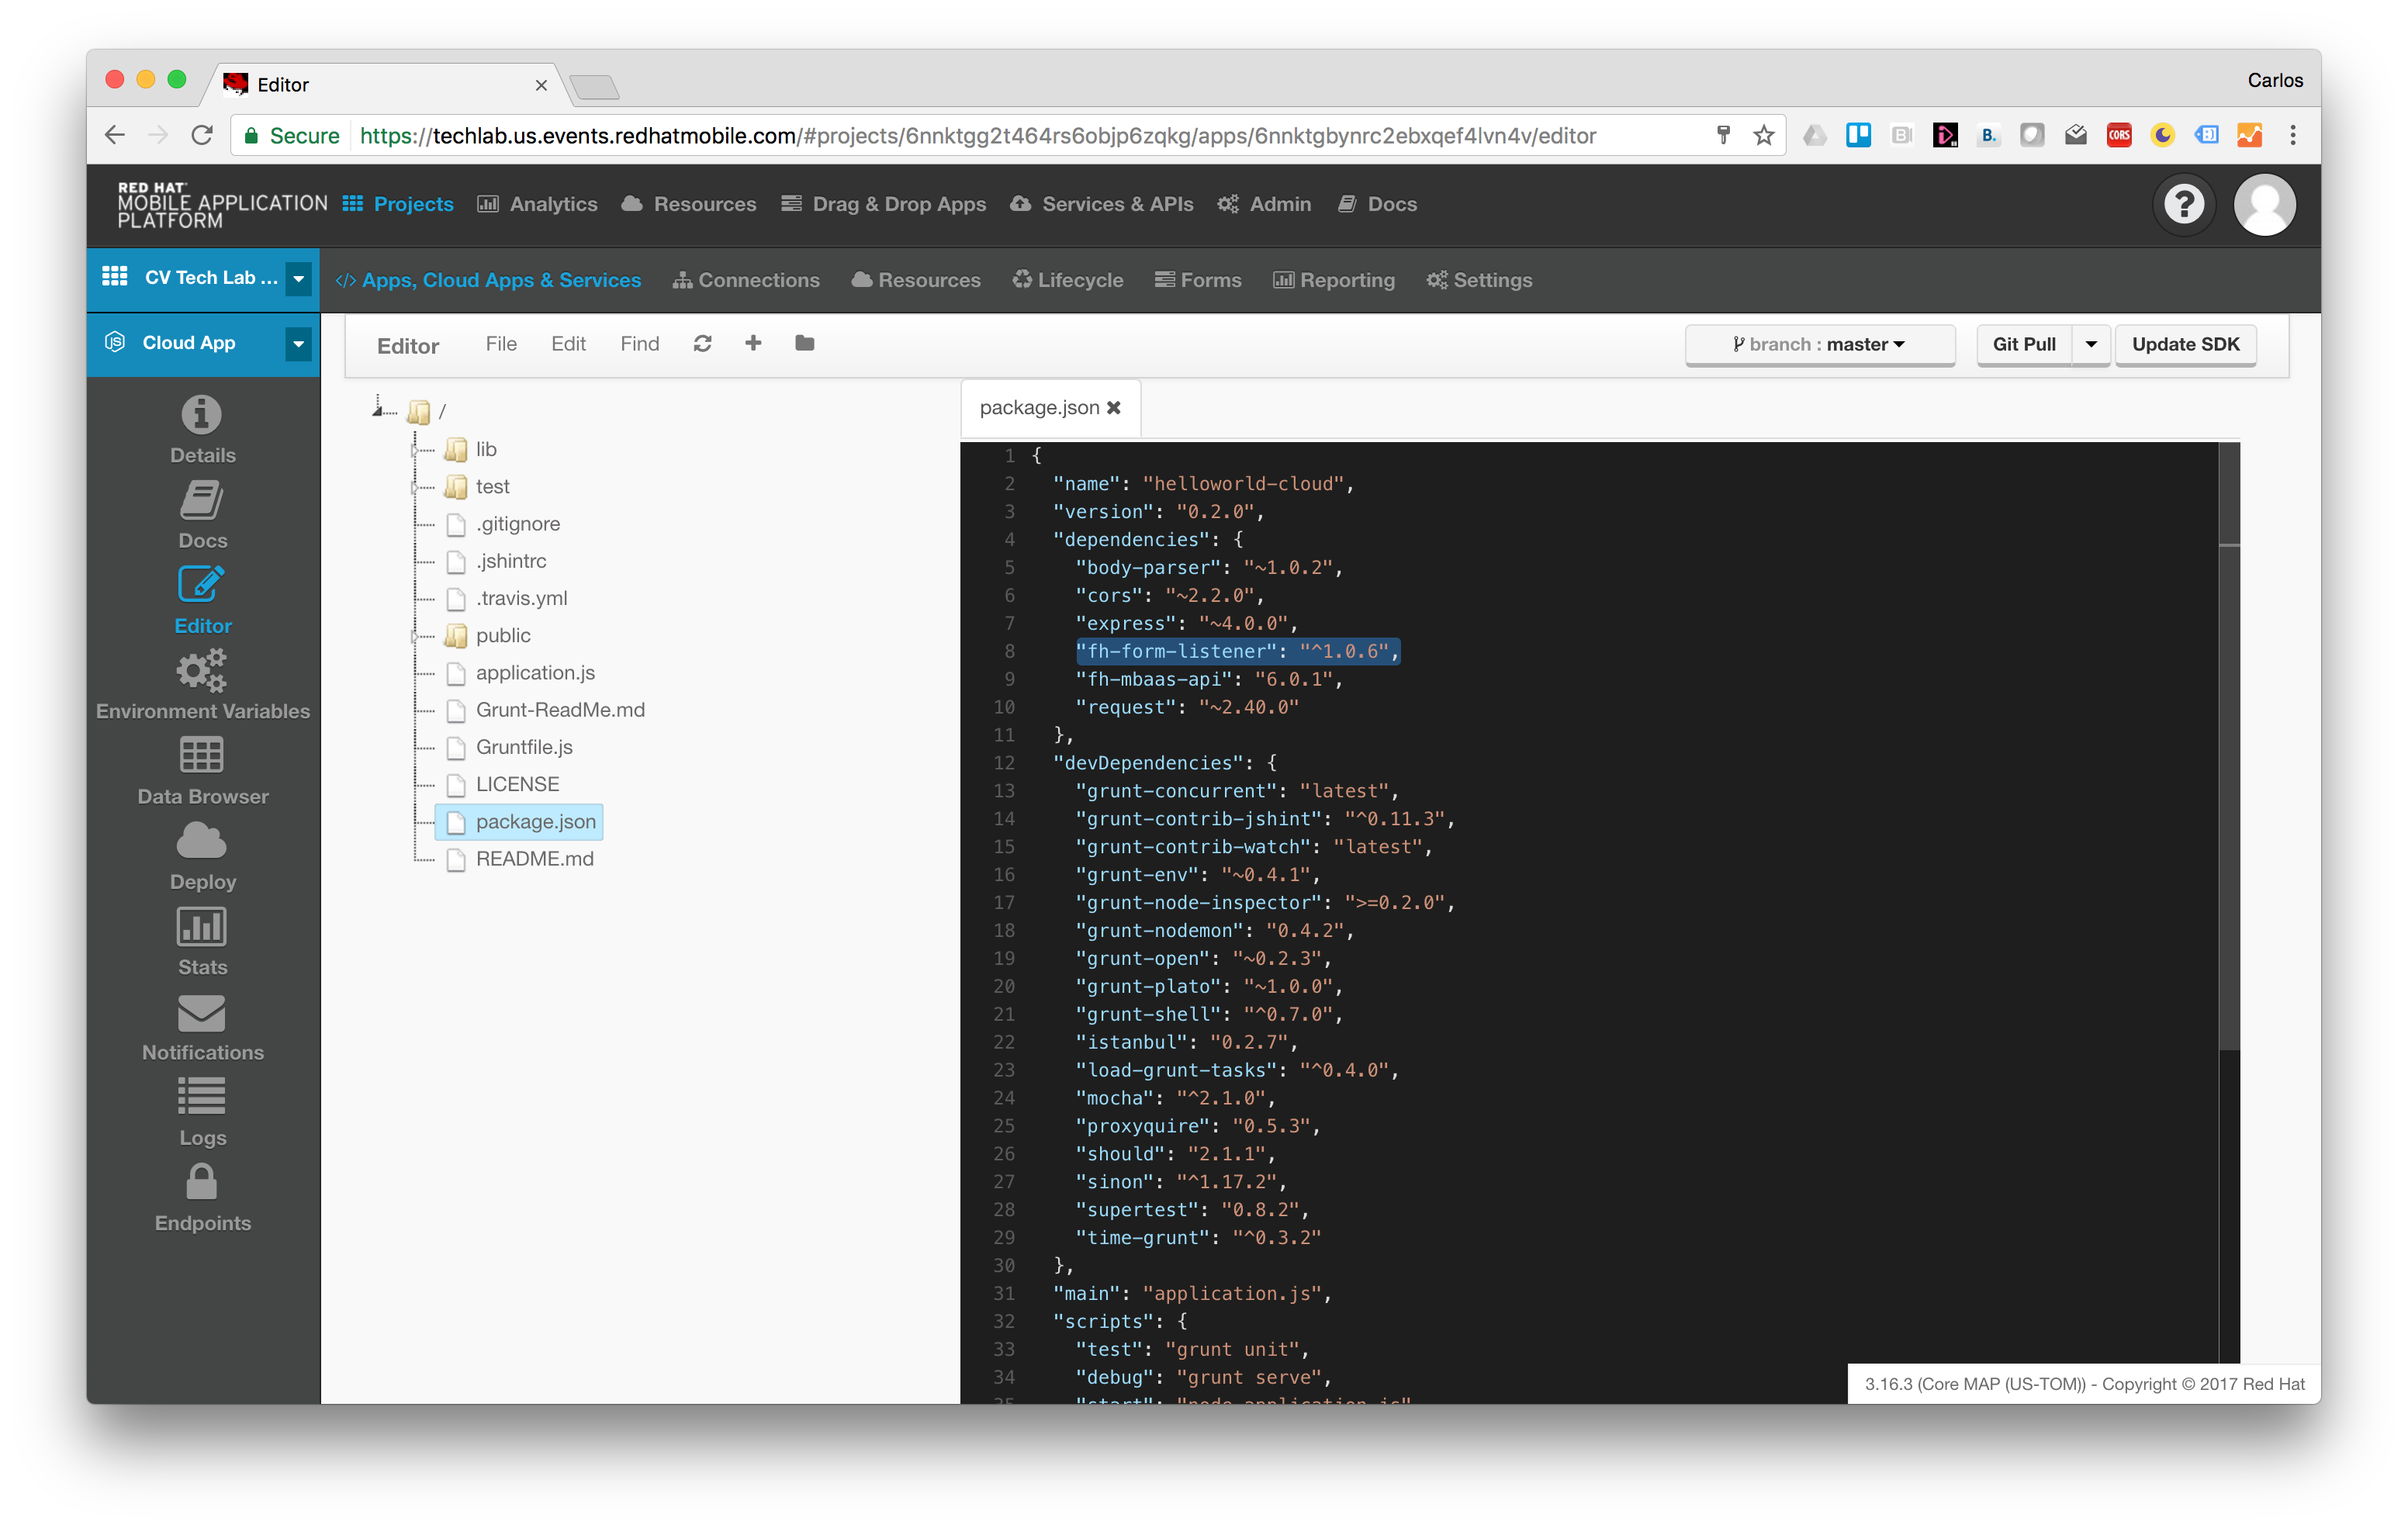 Editor
Carlos
Secure https://techlab.us.events.redhatmobile.com/#projects/6nnktgg2t464rs6objp6zqkg/apps/6nnktgbynrc2ebxqef4lvn4v/editor
CORS
B.
RED HAT
MOBILE APPLICATION
PLATFORM
Projects Analytics Resources Drag & Drop Apps Services & APIs Admin Docs
?
CV Tech Lab ...
</> Apps, Cloud Apps & Services Connections Resources Lifecycle Forms Reporting Settings
JS Cloud App
Editor File Edit Find
branch : master
Git Pull
Update SDK
Details
Docs
Editor
Environment Variables
Data Browser
Deploy
Stats
Notifications
Logs
Endpoints
/
lib
test
.gitignore
.jshintrc
.travis.yml
public
application.js
Grunt-ReadMe.md
Gruntfile.js
LICENSE
package.json
README.md
package.json
1 {
2 "name": "helloworld-cloud",
3 "version": "0.2.0",
4 "dependencies": {
5 "body-parser": "~1.0.2",
6 "cors": "~2.2.0",
7 "express": "~4.0.0",
8 "fh-form-listener": "^1.0.6",
9 "fh-mbaas-api": "6.0.1",
10 "request": "~2.40.0"
11 },
12 "devDependencies": {
13 "grunt-concurrent": "latest",
14 "grunt-contrib-jshint": "^0.11.3",
15 "grunt-contrib-watch": "latest",
16 "grunt-env": "~0.4.1",
17 "grunt-node-inspector": ">=0.2.0",
18 "grunt-nodemon": "0.4.2",
19 "grunt-open": "~0.2.3",
20 "grunt-plato": "~1.0.0",
21 "grunt-shell": "^0.7.0",
22 "istanbul": "0.2.7",
23 "load-grunt-tasks": "^0.4.0",
24 "mocha": "^2.1.0",
25 "proxyquire": "0.5.3",
26 "should": "2.1.1",
27 "sinon": "^1.17.2",
28 "supertest": "0.8.2",
29 "time-grunt": "^0.3.2"
30 },
31 "main": "application.js",
32 "scripts": {
33 "test": "grunt unit",
34 "debug": "grunt serve",
35 "start": "node application.js"
3.16.3 (Core MAP (US-TOM)) - Copyright © 2017 Red Hat